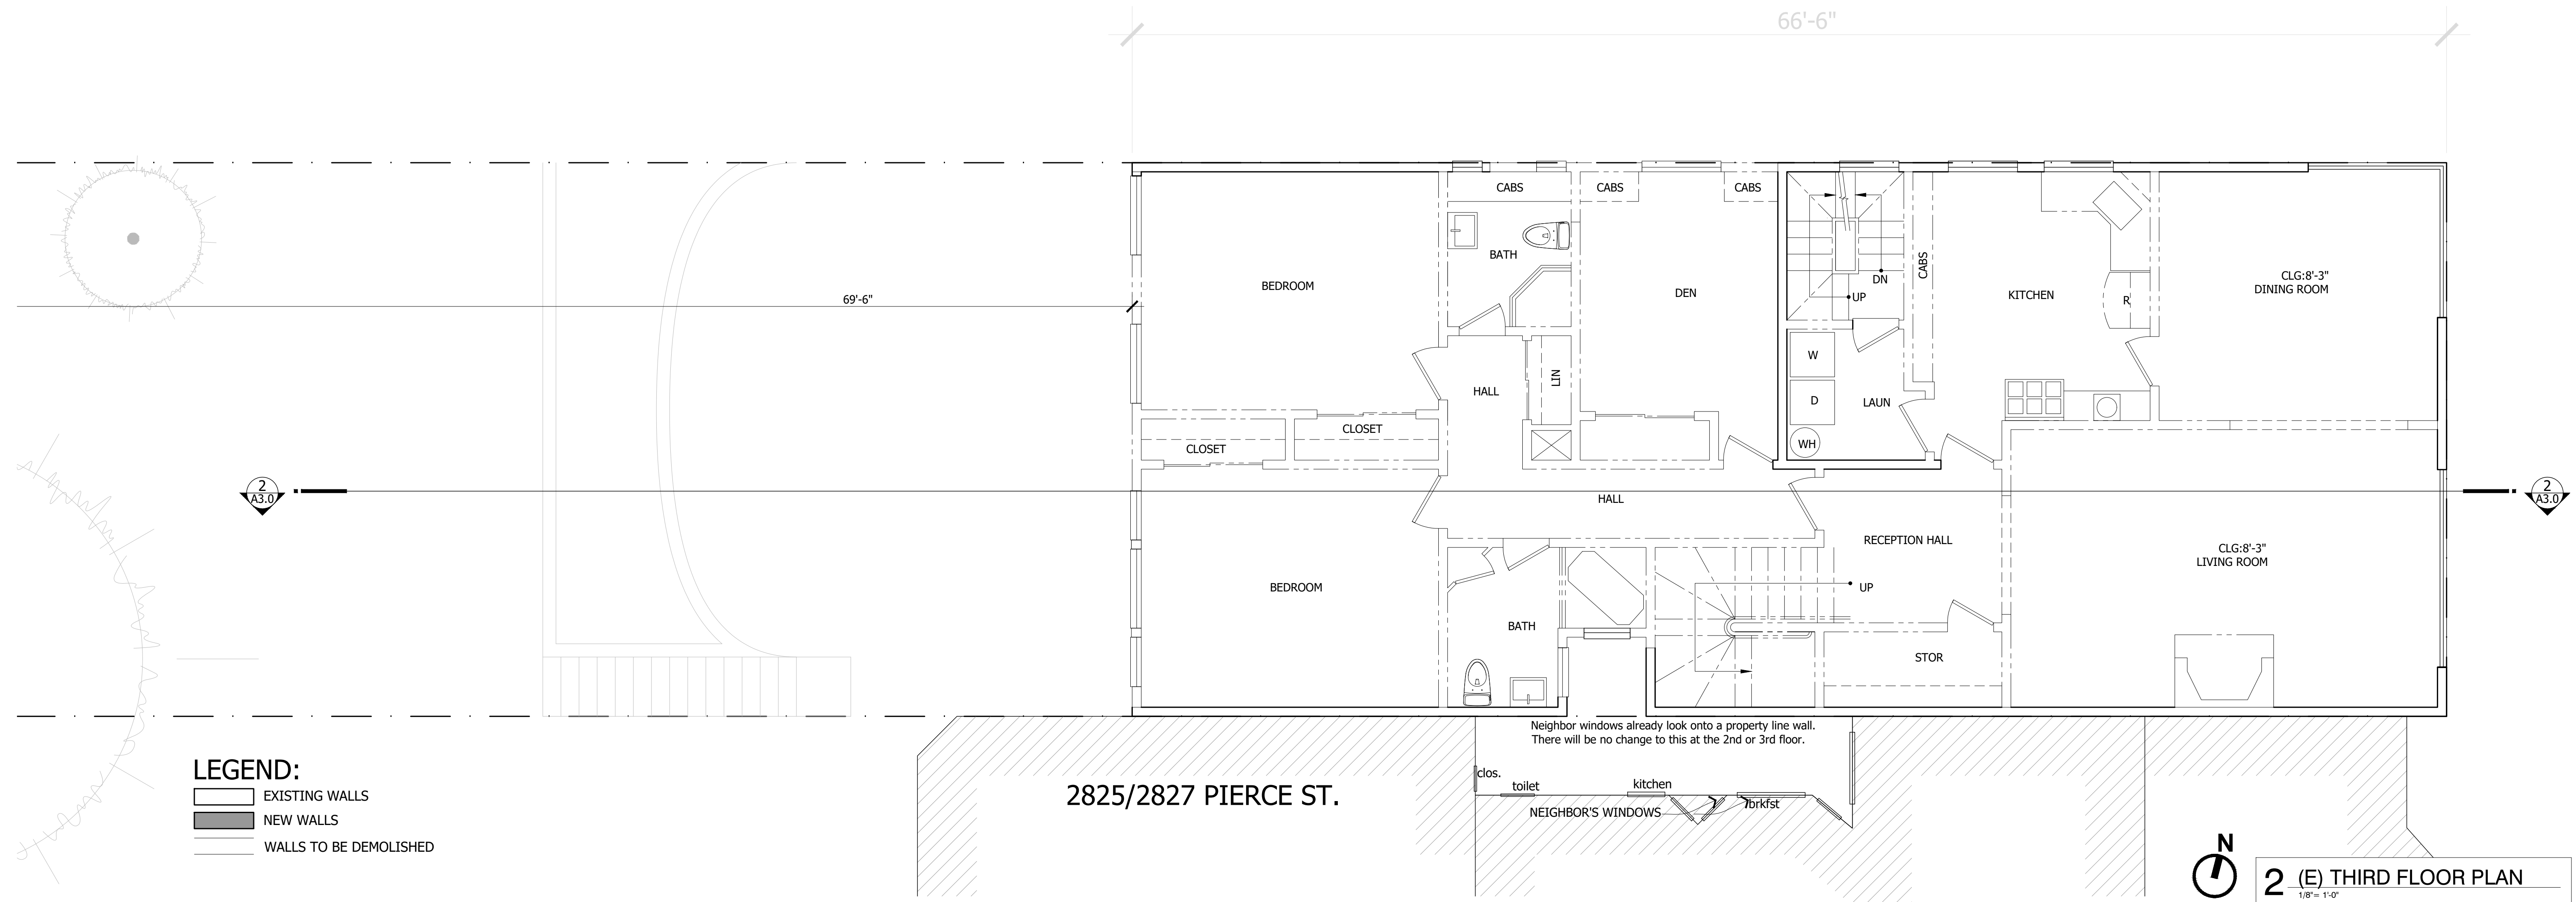 66'-6"
CABS
CABS
CABS
BATH
BEDROOM
DEN
CABS
DN
UP
KITCHEN
R
CLG:8'-3"
DINING ROOM
69'-6"
W
D
WH
LAUN
HALL
LIN
CLOSET
CLOSET
2
A3.0
HALL
2
A3.0
RECEPTION HALL
CLG:8'-3"
LIVING ROOM
BEDROOM
UP
BATH
STOR
Neighbor windows already look onto a property line wall.
There will be no change to this at the 2nd or 3rd floor.
LEGEND:
EXISTING WALLS
NEW WALLS
WALLS TO BE DEMOLISHED
2825/2827 PIERCE ST.
clos.
toilet
kitchen
brkfst
NEIGHBOR'S WINDOWS
N
2 (E) THIRD FLOOR PLAN
1/8"= 1'-0"